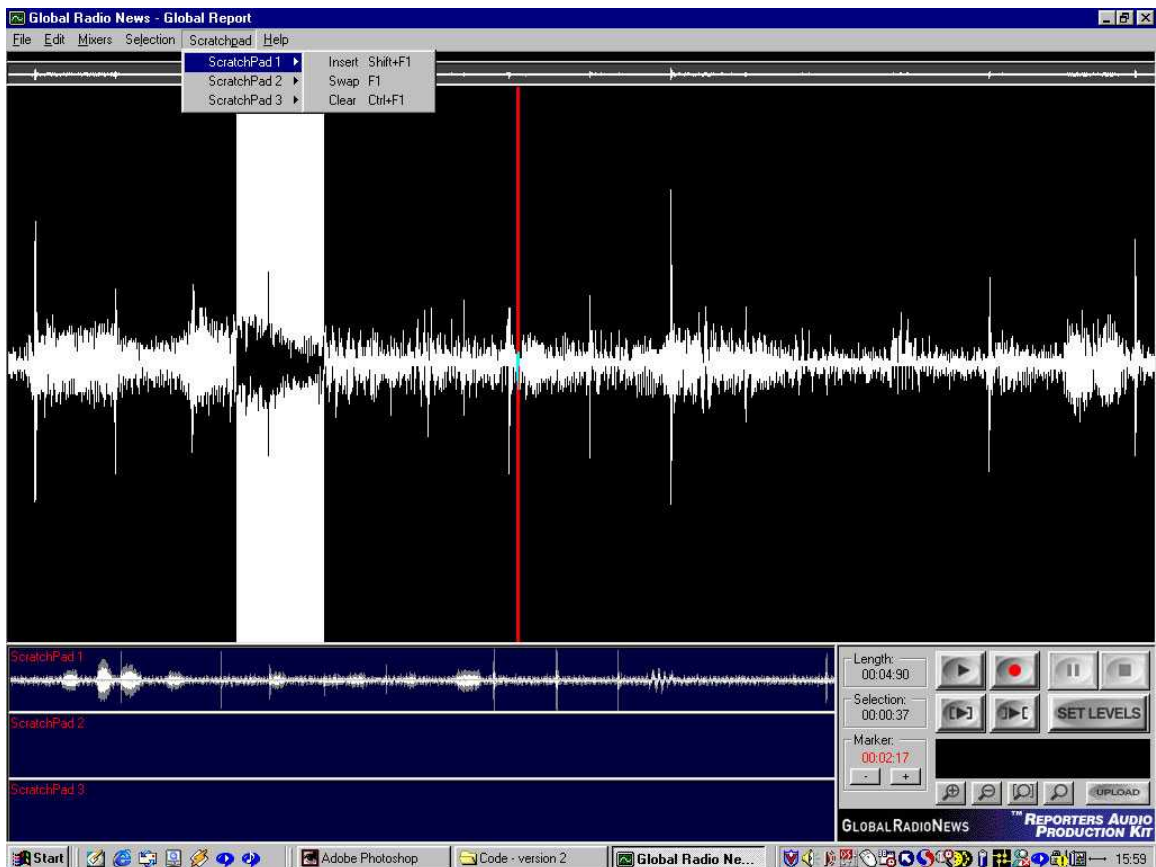 Global Radio News - Global Report
File Edit Mixers Selection Scratchpad Help
ScratchPad 1
ScratchPad 2
ScratchPad 3
Insert Shift+F1
Swap F1
Clear Ctrl+F1
ScratchPad 1
ScratchPad 2
ScratchPad 3
Length:
00:04:90
Selection:
00:00:37
Marker:
00:02:17
- +
SET LEVELS
UPLOAD
GLOBALRADIONEWS
™ REPORTERS AUDIO
PRODUCTION KIT
Start Adobe Photoshop Code - version 2 Global Radio Ne... 15:59